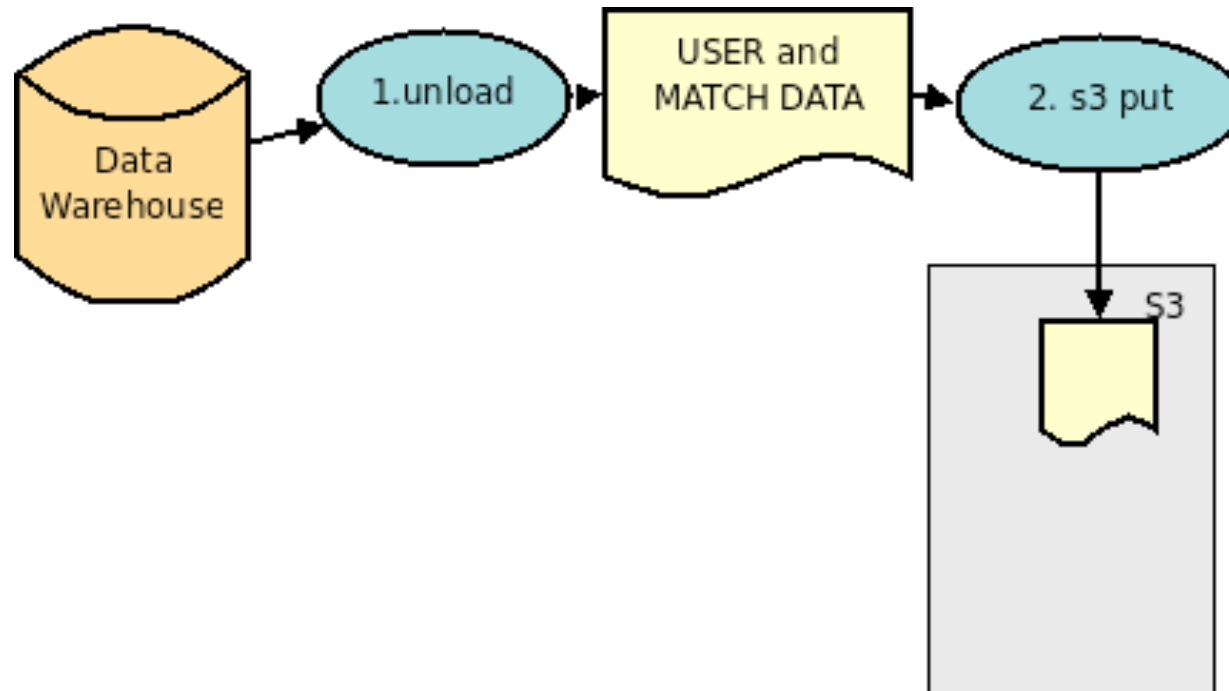 Data
Warehouse
1.unload
USER and
MATCH DATA
2. s3 put
S3